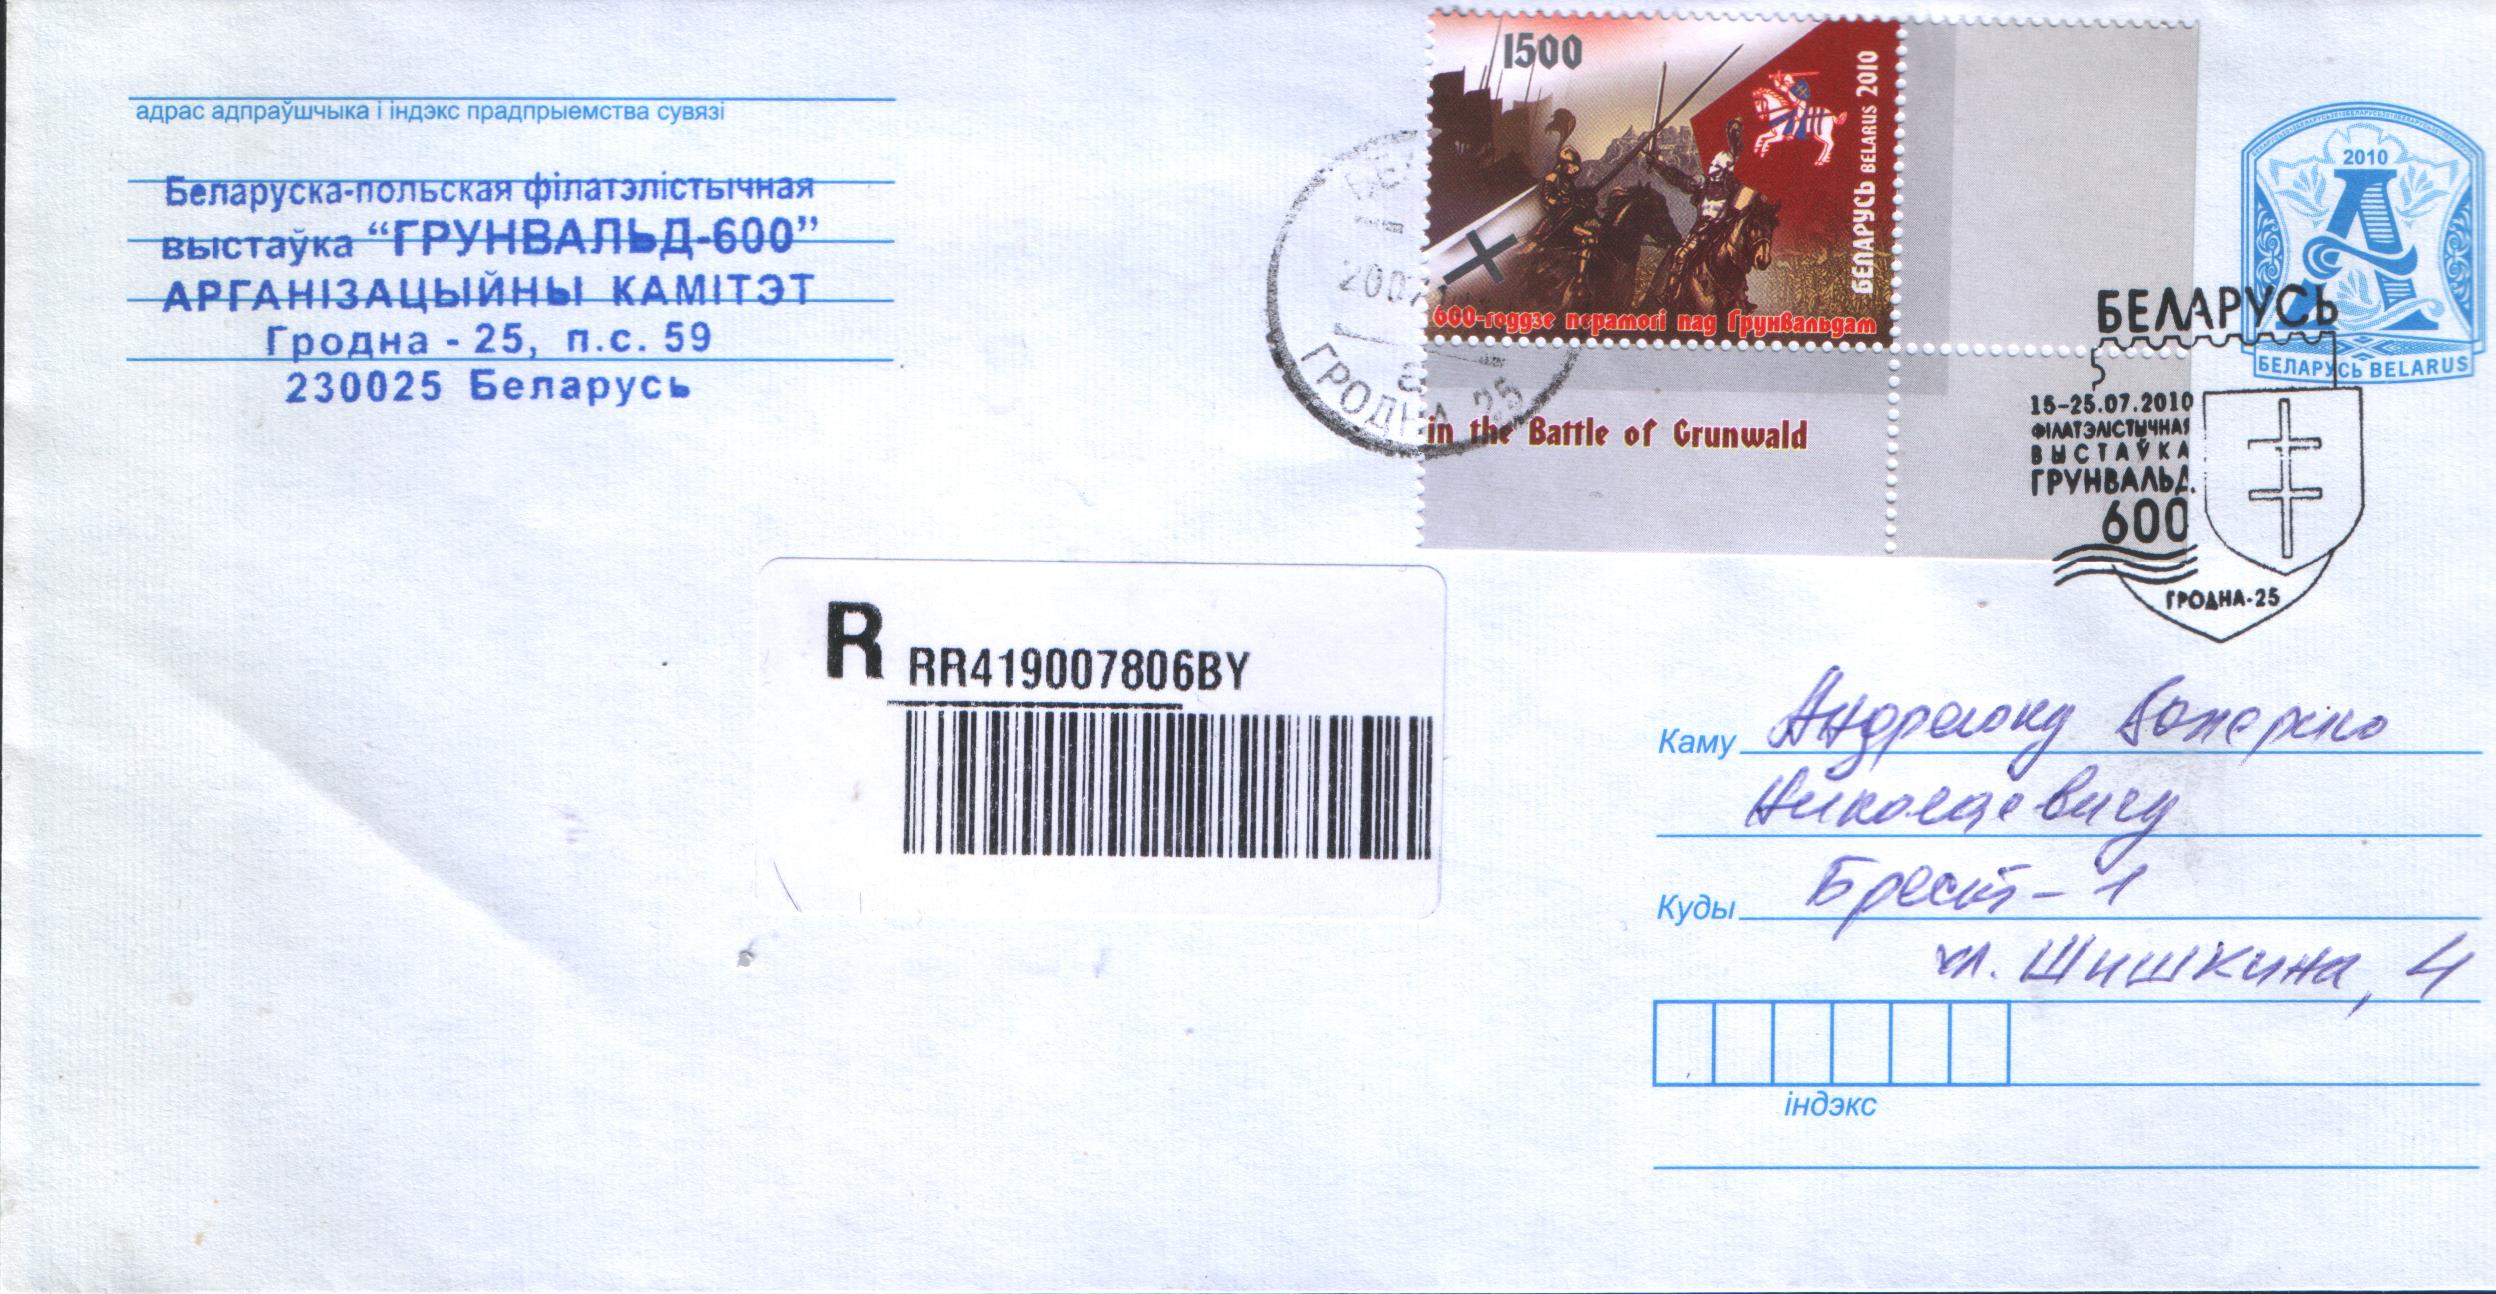 адрас адпраўшчыка і індэкс прадпрыемства сувязі
Беларуска-польская філатэлістычная
выстаўка “ГРУНВАЛЬД-600”
АРГАНІЗАЦЫЙНЫ КАМІТЭТ
Гродна - 25, п.с. 59
230025 Беларусь
1500
БЕЛАРУСЬ BELARUS 2010
600-годдзе перамогі пад Грунвальдам
in the Battle of Grunwald
ГРОДНА 25
2010
БЕЛАРУСЬ BELARUS
БЕЛАРУСЬ
15-25.07.2010
ФІЛАТЭЛІСТЫЧНАЯ
ВЫСТАЎКА
ГРУНВАЛЬД
600
ГРОДНА-25
R RR419007806BY
Каму Андреюку
Николаевичу
Куды Брест-1
ул. Шишкина, 4
індэкс